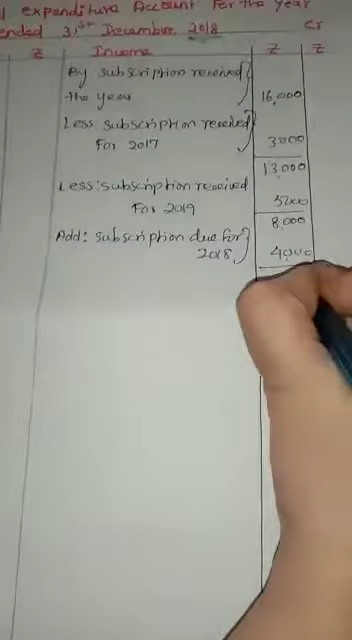 expenditure Account For the year
ended 31st December 2018 Cr
₹ Income ₹ ₹
By subscription received
the year 16,000
Less subscription received
For 2017 3000
13,000
Less: subscription received
For 2019 5000
8,000
Add: subscription due for
2018, 4000